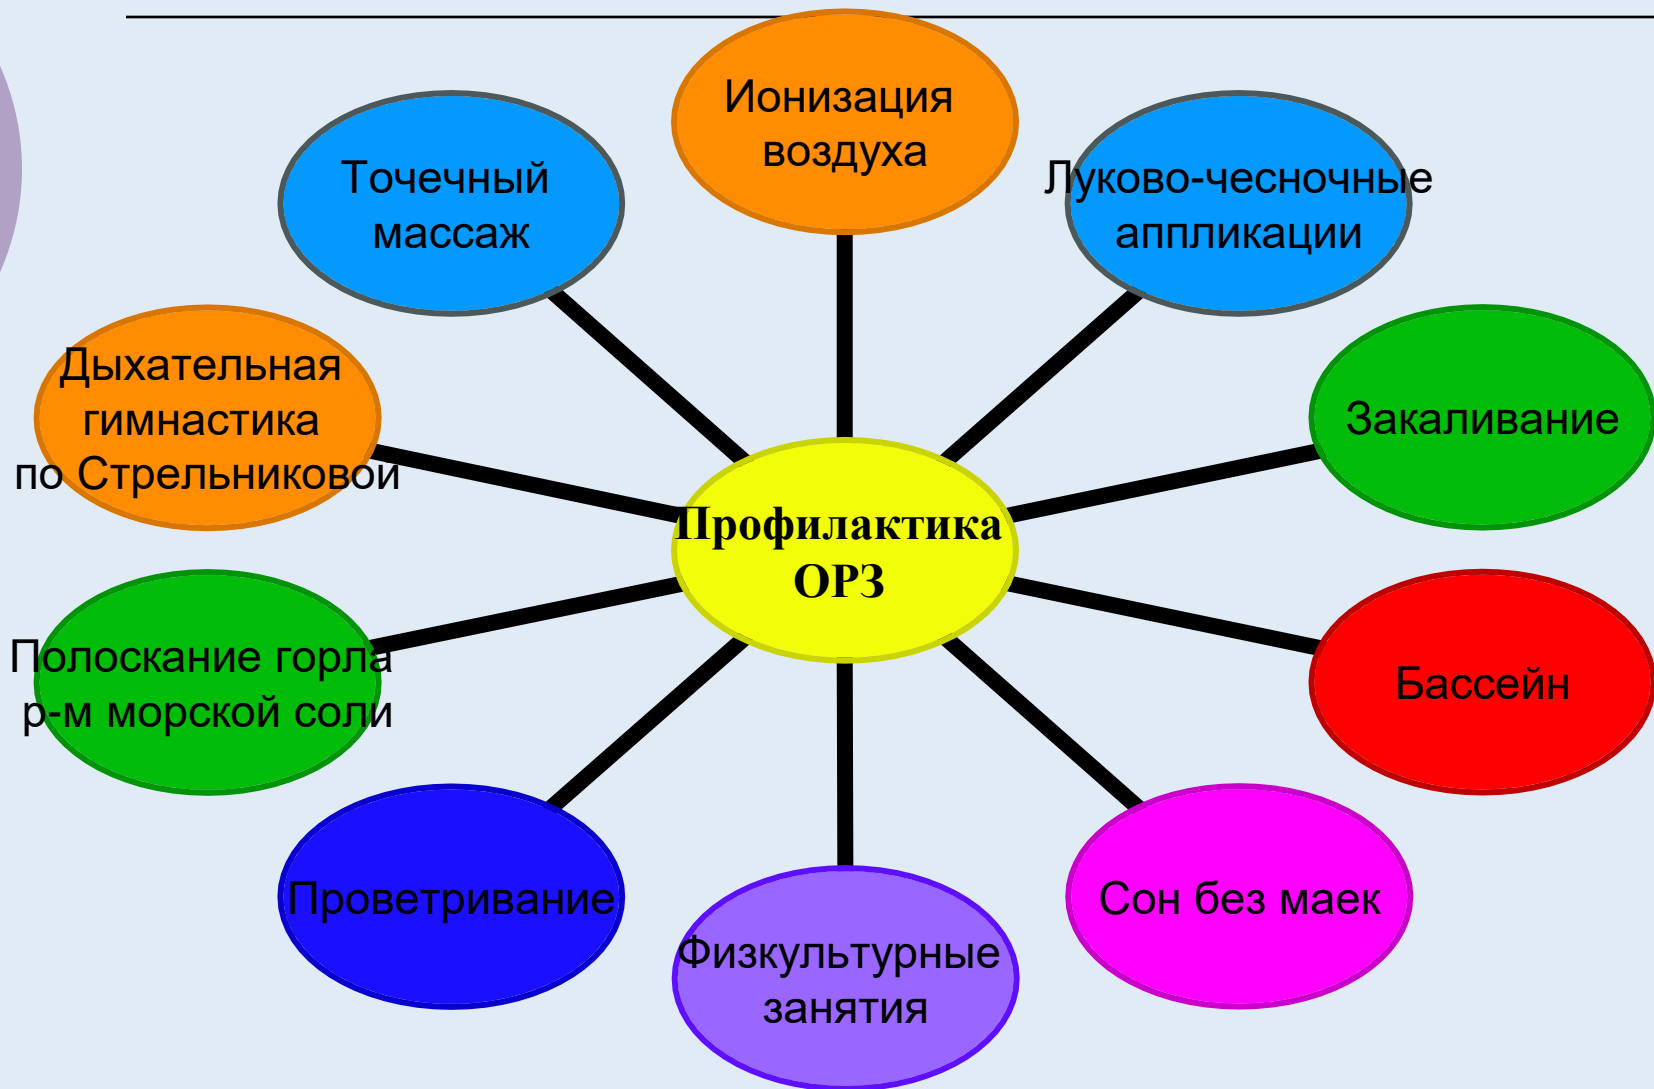 Ионизация
воздуха
Точечный
массаж
Луково-чесночные
аппликации
Дыхательная
гимнастика
по Стрельниковой
Закаливание
Профилактика
ОРЗ
Полоскание горла
р-м морской соли
Бассейн
Проветривание
Сон без маек
Физкультурные
занятия